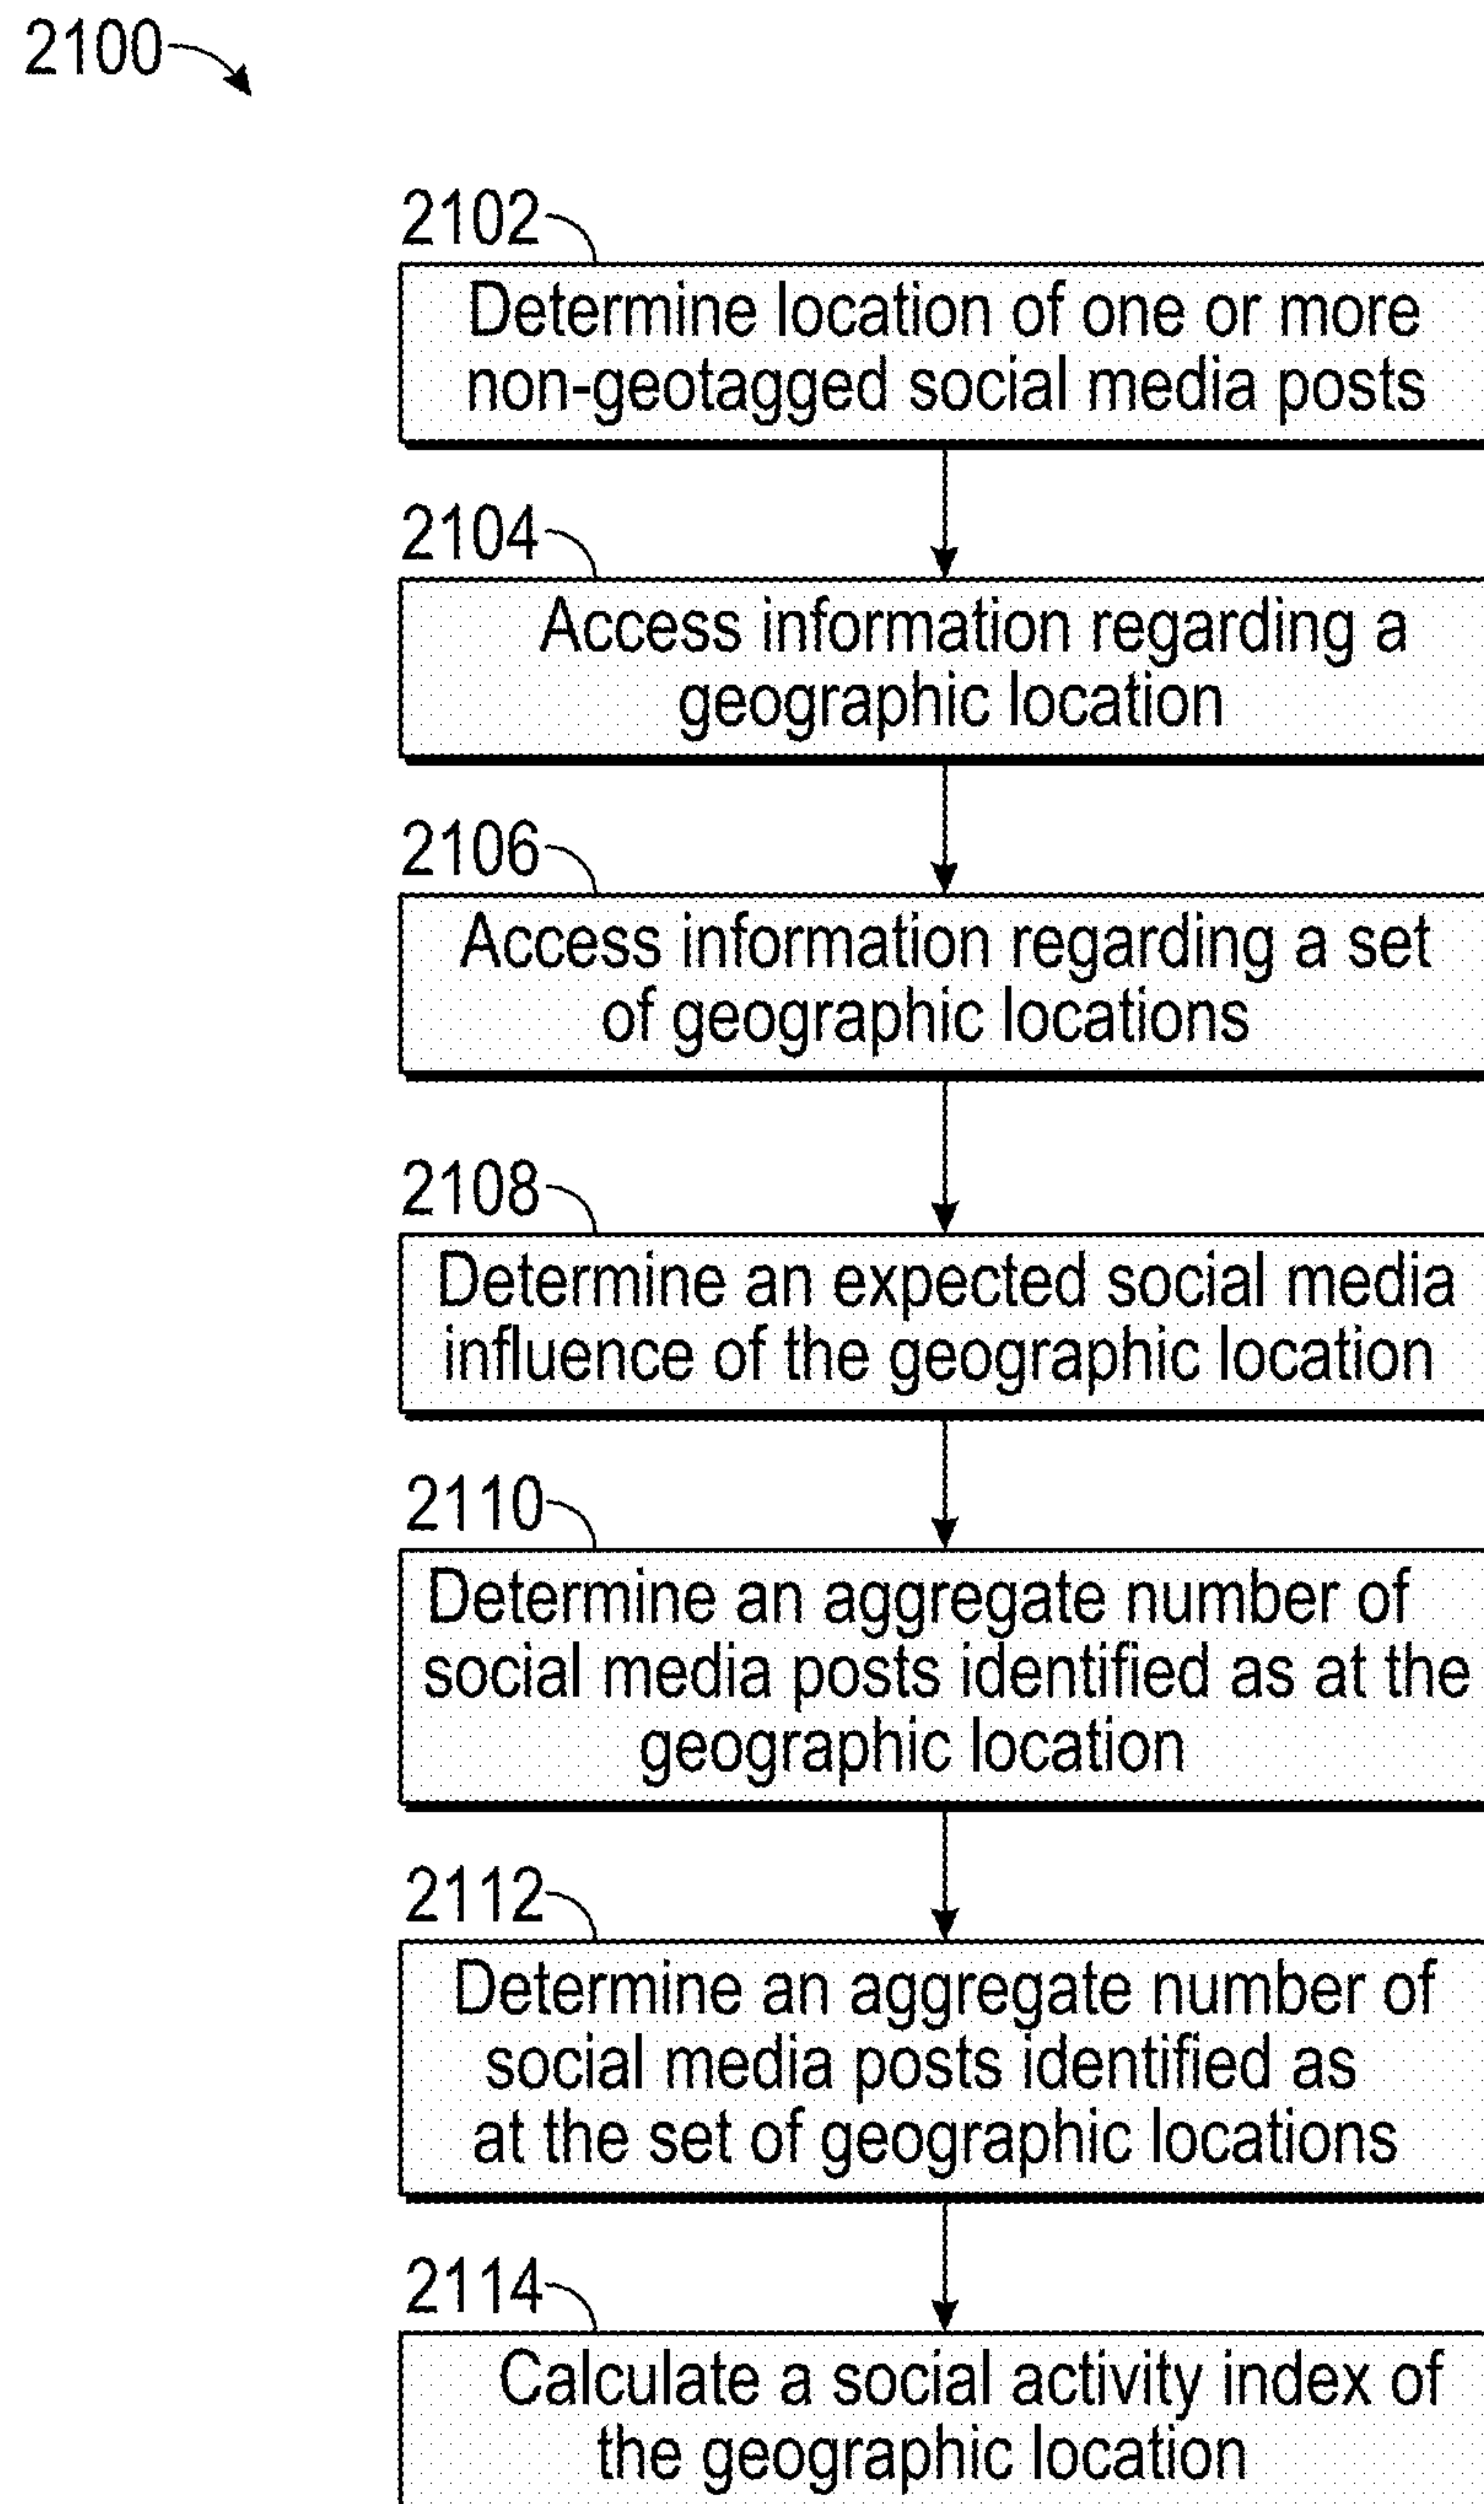 2100
2102
Determine location of one or more
non-geotagged social media posts
2104
Access information regarding a
geographic location
2106
Access information regarding a set
of geographic locations
2108
Determine an expected social media
influence of the geographic location
2110
Determine an aggregate number of
social media posts identified as at the
geographic location
2112
Determine an aggregate number of
social media posts identified as
at the set of geographic locations
2114
Calculate a social activity index of
the geographic location